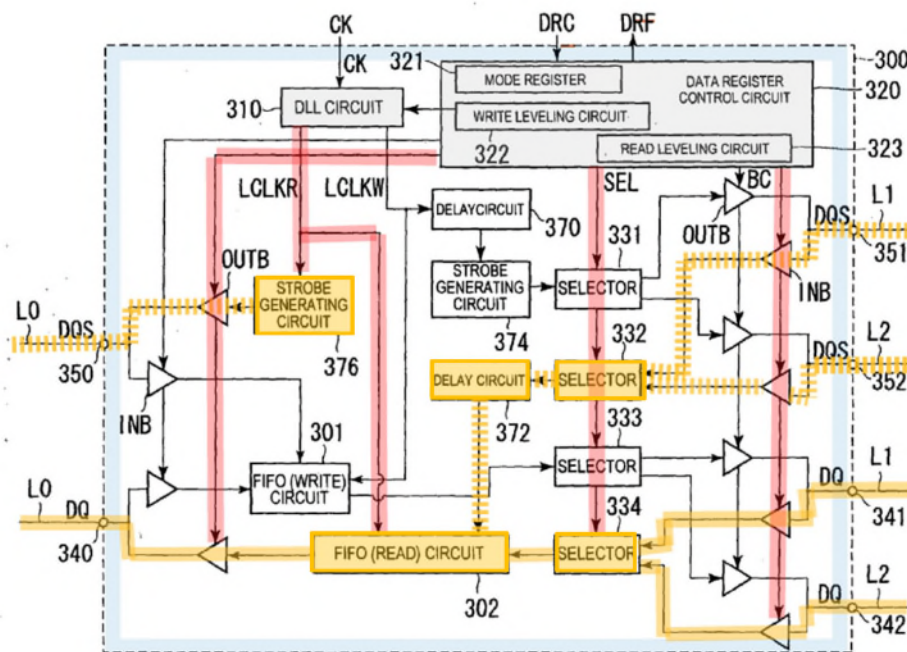 CK
DRC
DRF
300
CK
321
MODE REGISTER
DATA REGISTER
CONTROL CIRCUIT
320
310
DLL CIRCUIT
WRITE LEVELING CIRCUIT
322
READ LEVELING CIRCUIT
323
LCLKR
LCLKW
SEL
BC
DELAY CIRCUIT
370
331
OUTB
DQS
L1
351
OUTB
STROBE
GENERATING
CIRCUIT
376
STROBE
GENERATING
CIRCUIT
374
SELECTOR
INB
L0
DQS
350
332
L2
DELAY CIRCUIT
372
SELECTOR
DQS
352
INB
301
333
FIFO (WRITE)
CIRCUIT
SELECTOR
L1
DQ
341
L0
DQ
340
334
FIFO (READ) CIRCUIT
302
SELECTOR
L2
DQ
342